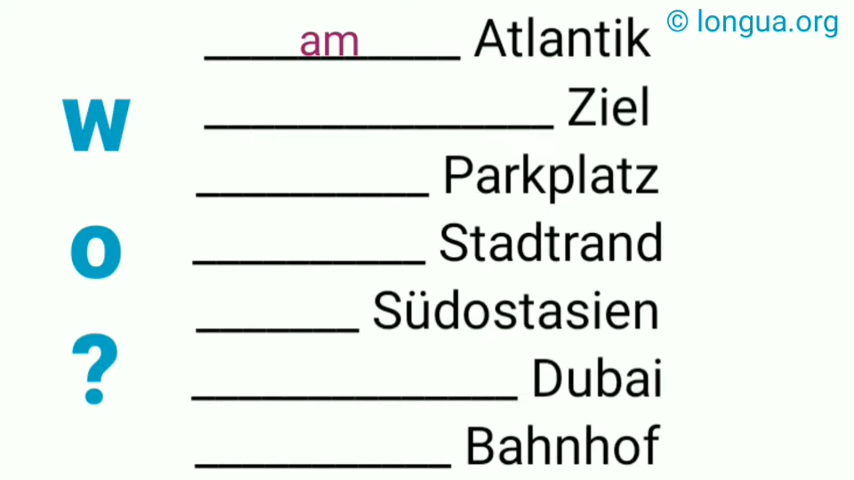 © longua.org
am Atlantik
Ziel
Parkplatz
Stadtrand
Südostasien
Dubai
Bahnhof
w
o
?